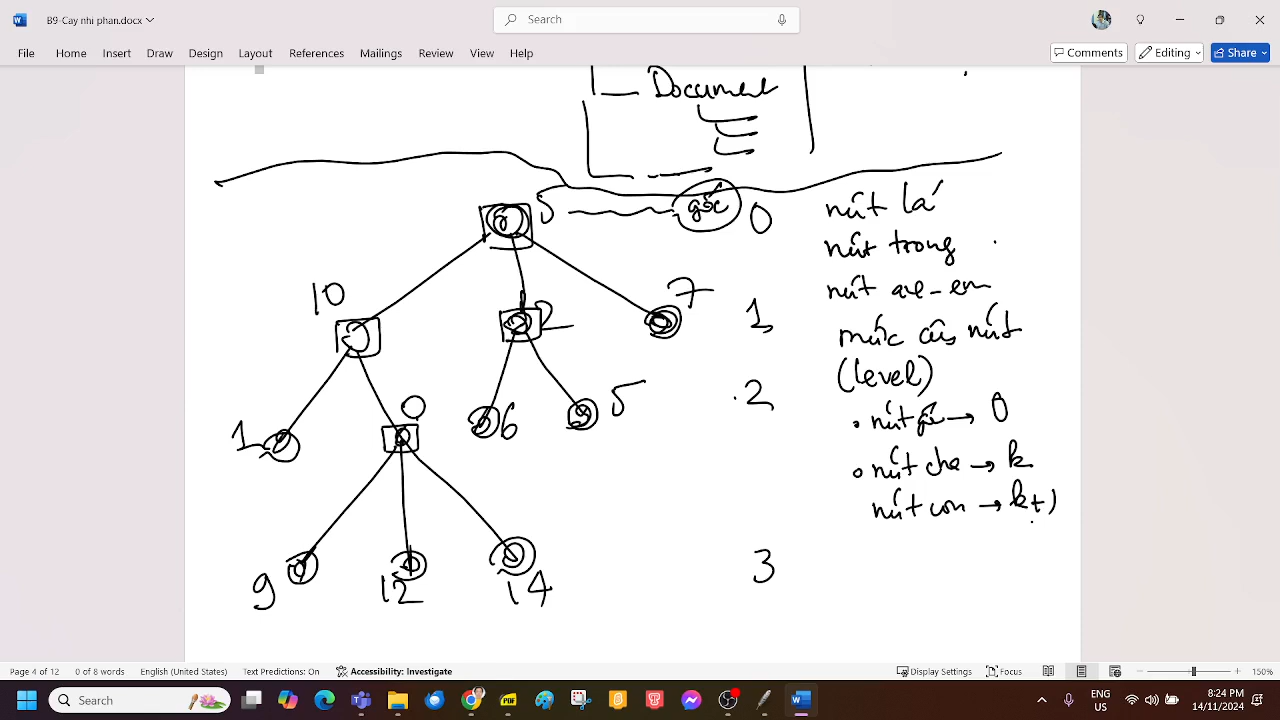 B9-Cay nhi phan.docx
Search
File Home Insert Draw Design Layout References Mailings Review View Help
Comments Editing Share
Document
gốc
5 0
10 2 7 1
1 0 6 5 2
9 12 14 3
nút lá
nút trong
nút
mức nút
(level)
• nút → 0
• nút cha → k
nút con → k+1
Page 4 of 12 0 of 8 words English (United States) Text Predictions: On Accessibility: Investigate Display Settings Focus 150%
Search
PDF
ENG 8:24 PM
US 14/11/2024